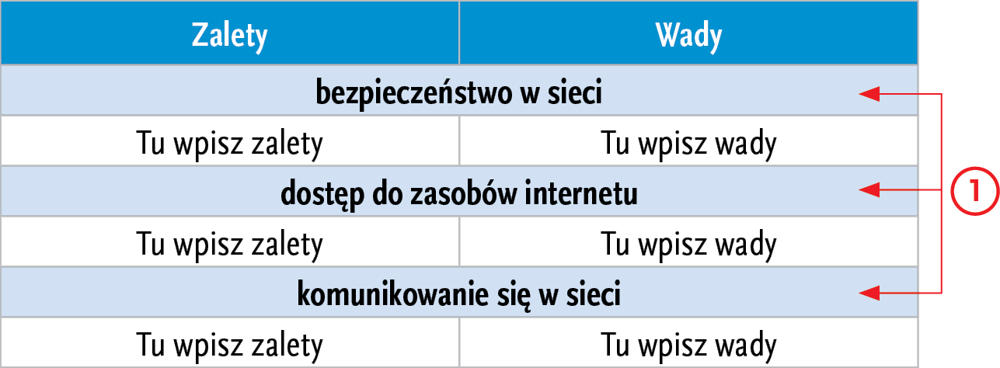 Zalety Wady
bezpieczeństwo w sieci
Tu wpisz zalety Tu wpisz wady
dostęp do zasobów internetu
1
Tu wpisz zalety Tu wpisz wady
komunikowanie się w sieci
Tu wpisz zalety Tu wpisz wady